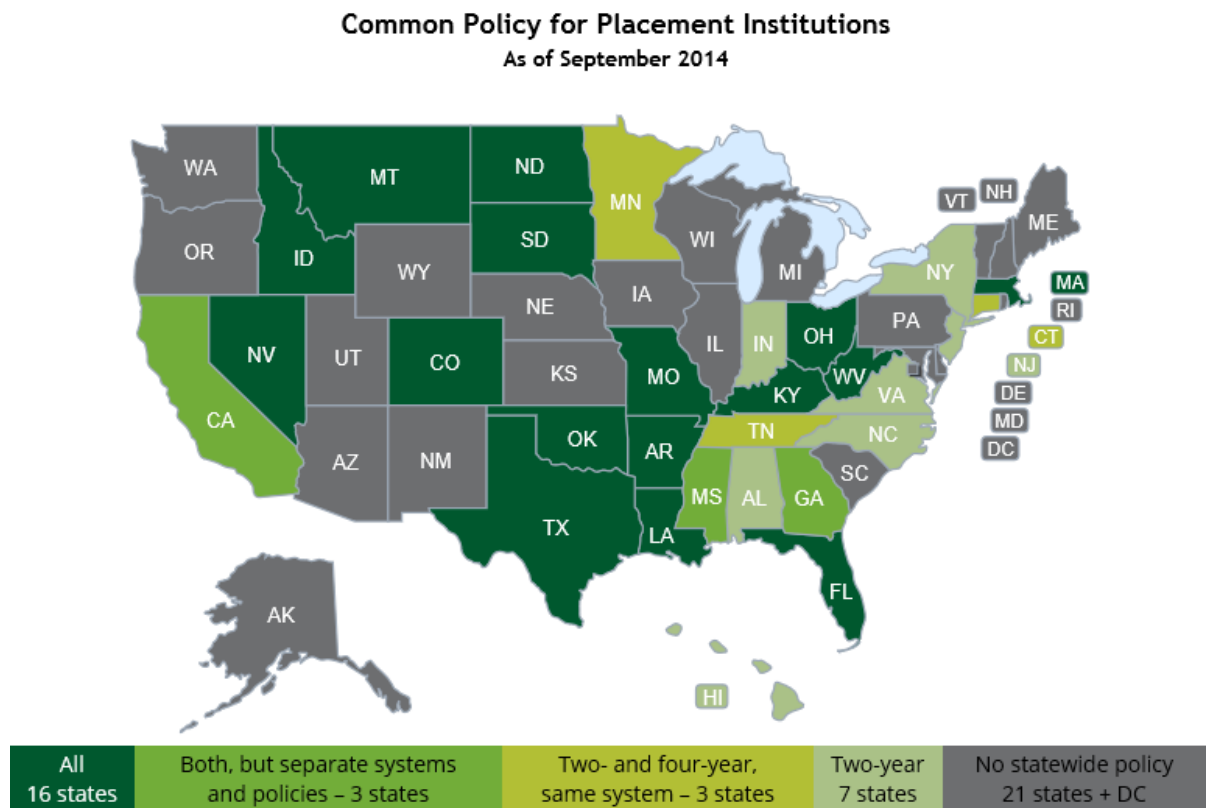 Common Policy for Placement Institutions
As of September 2014
WA
MT
ND
MN
VT
NH
ME
OR
ID
SD
WI
MI
NY
WY
MA
IA
RI
NE
PA
CT
NV
UT
CO
IL
IN
OH
NJ
KS
MO
WV
DE
KY
VA
MD
CA
TN
NC
DC
OK
AZ
NM
AR
SC
MS
AL
GA
TX
LA
FL
AK
HI
All
16 states
Both, but separate systems
and policies – 3 states
Two- and four-year,
same system – 3 states
Two-year
7 states
No statewide policy
21 states + DC